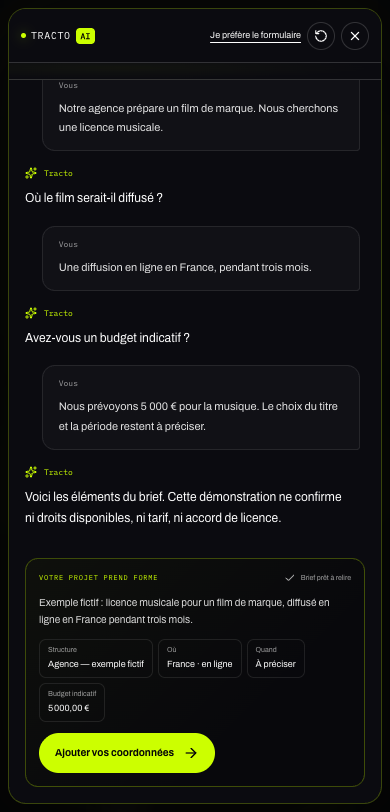 TRACTO AI
Je préfère le formulaire
Vous
Notre agence prépare un film de marque. Nous cherchons
une licence musicale.
Tracto
Où le film serait-il diffusé ?
Vous
Une diffusion en ligne en France, pendant trois mois.
Tracto
Avez-vous un budget indicatif ?
Vous
Nous prévoyons 5 000 € pour la musique. Le choix du titre
et la période restent à préciser.
Tracto
Voici les éléments du brief. Cette démonstration ne confirme
ni droits disponibles, ni tarif, ni accord de licence.
VOTRE PROJET PREND FORME
Brief prêt à relire
Exemple fictif : licence musicale pour un film de marque, diffusé en
ligne en France pendant trois mois.
Structure
Agence — exemple fictif
Où
France · en ligne
Quand
À préciser
Budget indicatif
5 000,00 €
Ajouter vos coordonnées